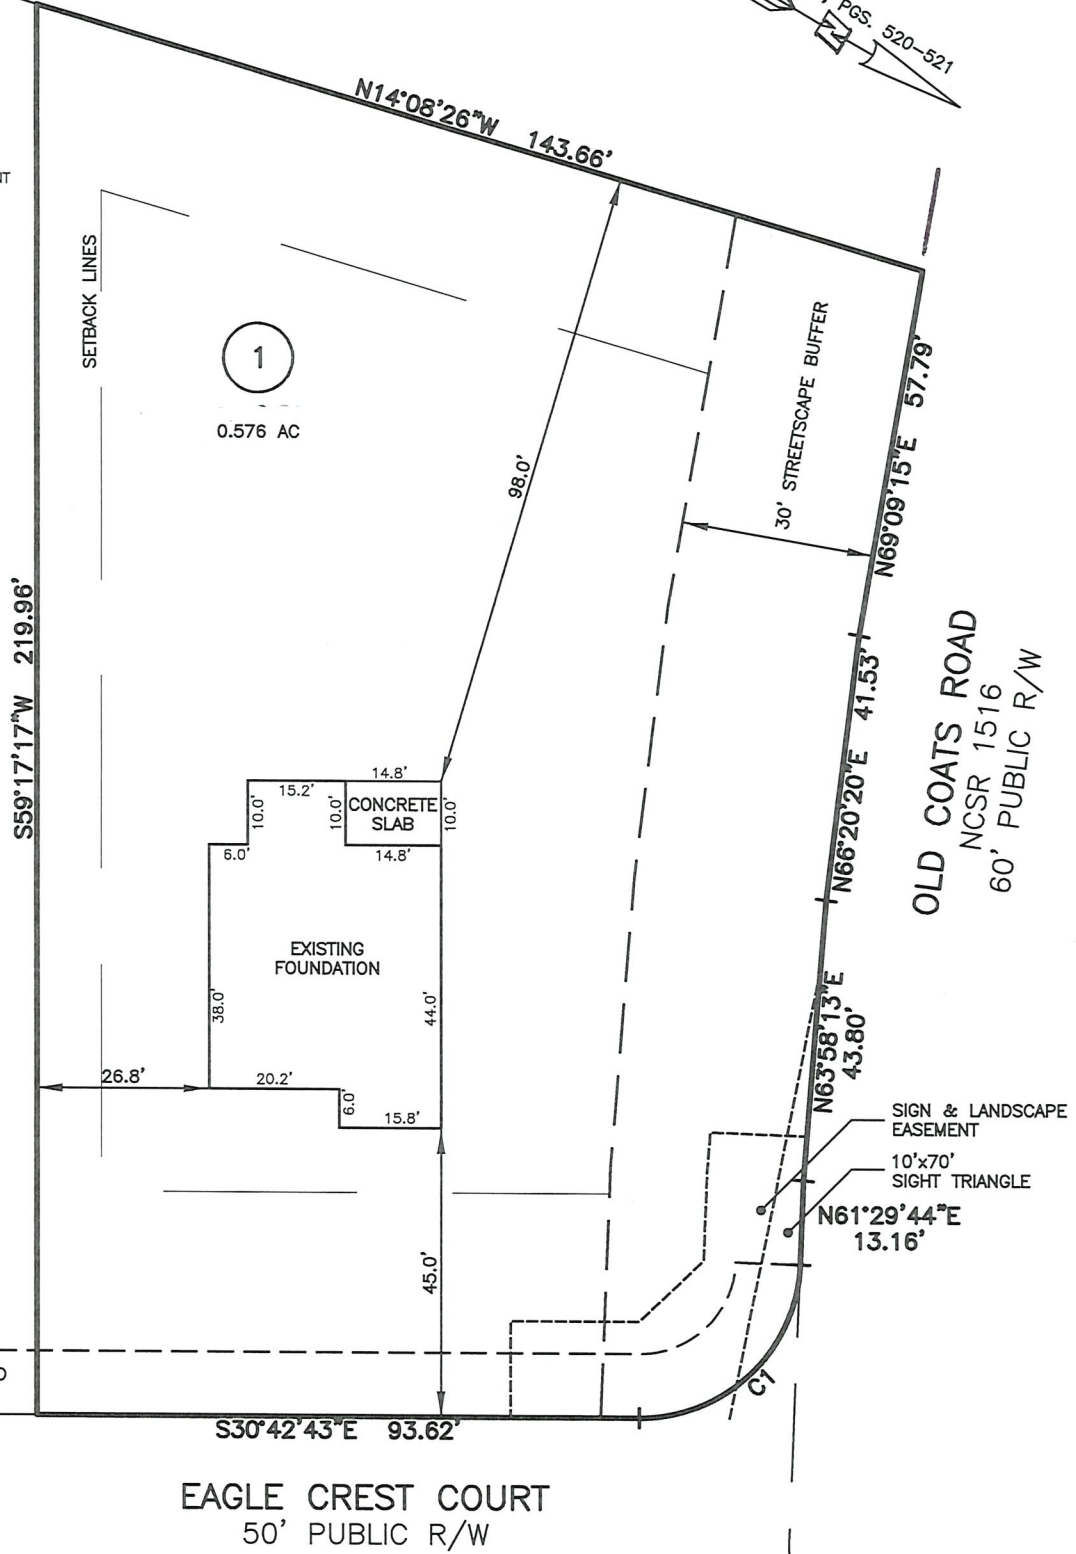 PGS. 520-521
N
N14°08'26"W 143.66'
NT
SETBACK LINES
1
0.576 AC
98.0'
30' STREETSCAPE BUFFER
N69°09'15"E 57.79'
S59°17'17"W 219.96'
N66°20'20"E 41.53'
OLD COATS ROAD
NCSR 1516
60' PUBLIC R/W
14.8'
15.2'
10.0'
10.0'
CONCRETE
SLAB
10.0'
6.0'
14.8'
EXISTING
FOUNDATION
38.0'
44.0'
26.8'
20.2'
6.0'
15.8'
N63°58'13"E
43.80'
SIGN & LANDSCAPE
EASEMENT
10'x70'
SIGHT TRIANGLE
N61°29'44"E
13.16'
45.0'
C1
S30°42'43"E 93.62'
EAGLE CREST COURT
50' PUBLIC R/W